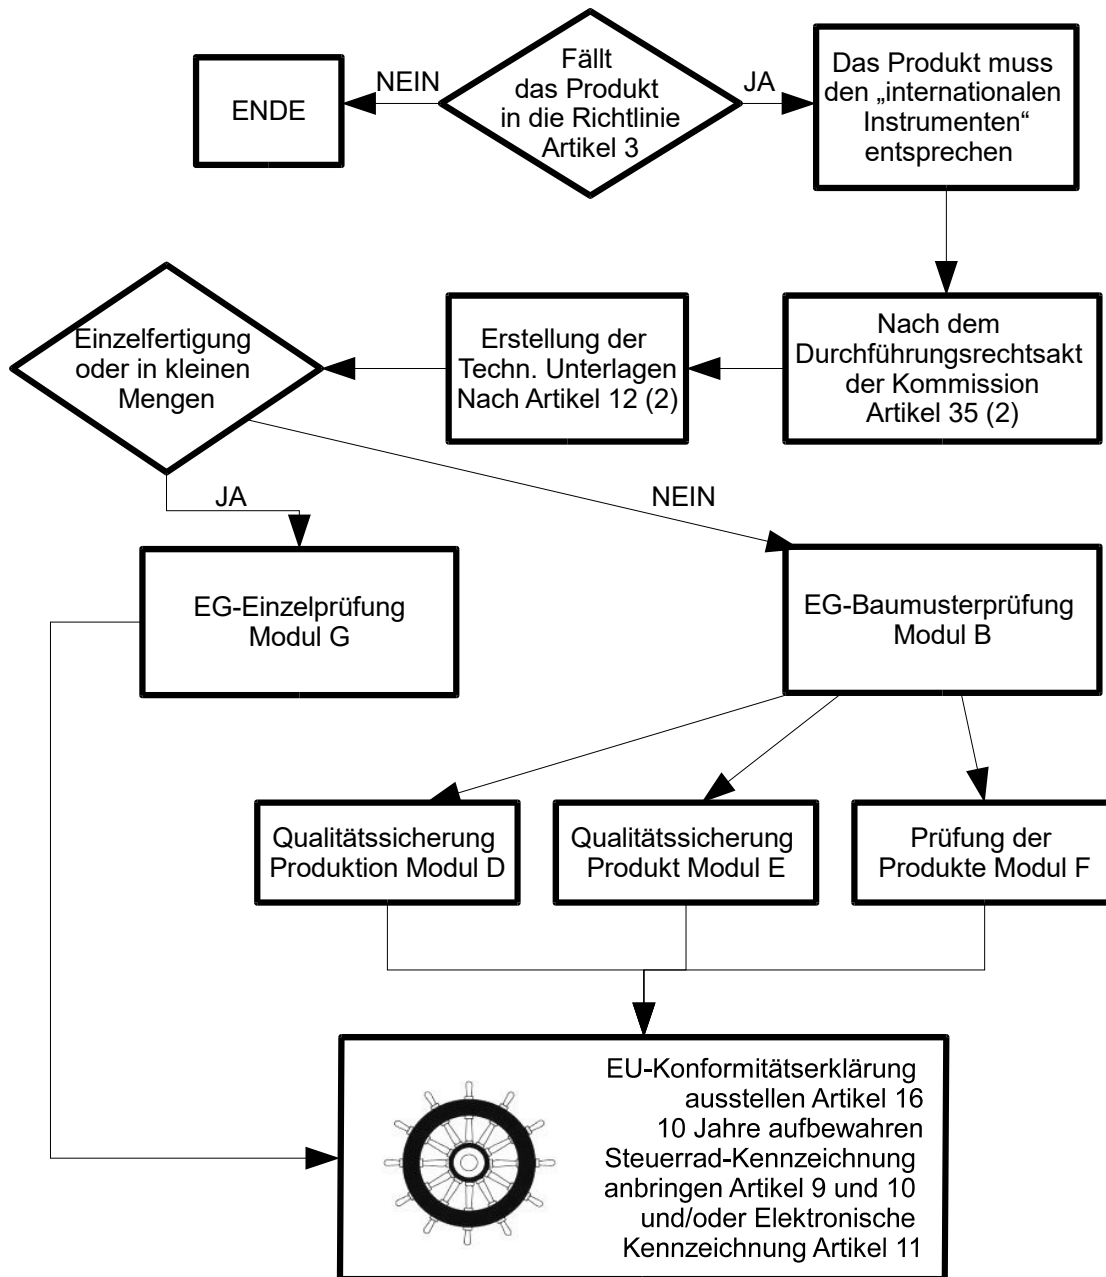 ENDE
NEIN
Fällt
das Produkt
in die Richtlinie
Artikel 3
JA
Das Produkt muss
den „internationalen
Instrumenten“
entsprechen
Einzelfertigung
oder in kleinen
Mengen
Erstellung der
Techn. Unterlagen
Nach Artikel 12 (2)
Nach dem
Durchführungsrechtsakt
der Kommission
Artikel 35 (2)
JA
NEIN
EG-Einzelprüfung
Modul G
EG-Baumusterprüfung
Modul B
Qualitätssicherung
Produktion Modul D
Qualitätssicherung
Produkt Modul E
Prüfung der
Produkte Modul F
EU-Konformitätserklärung
ausstellen Artikel 16
10 Jahre aufbewahren
Steuerrad-Kennzeichnung
anbringen Artikel 9 und 10
und/oder Elektronische
Kennzeichnung Artikel 11